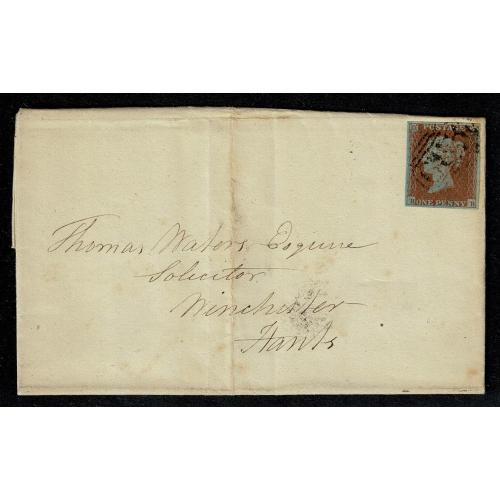 POSTAGE
ONE PENNY
Thomas Waters Esquire
Solicitor
Winchester
Hants